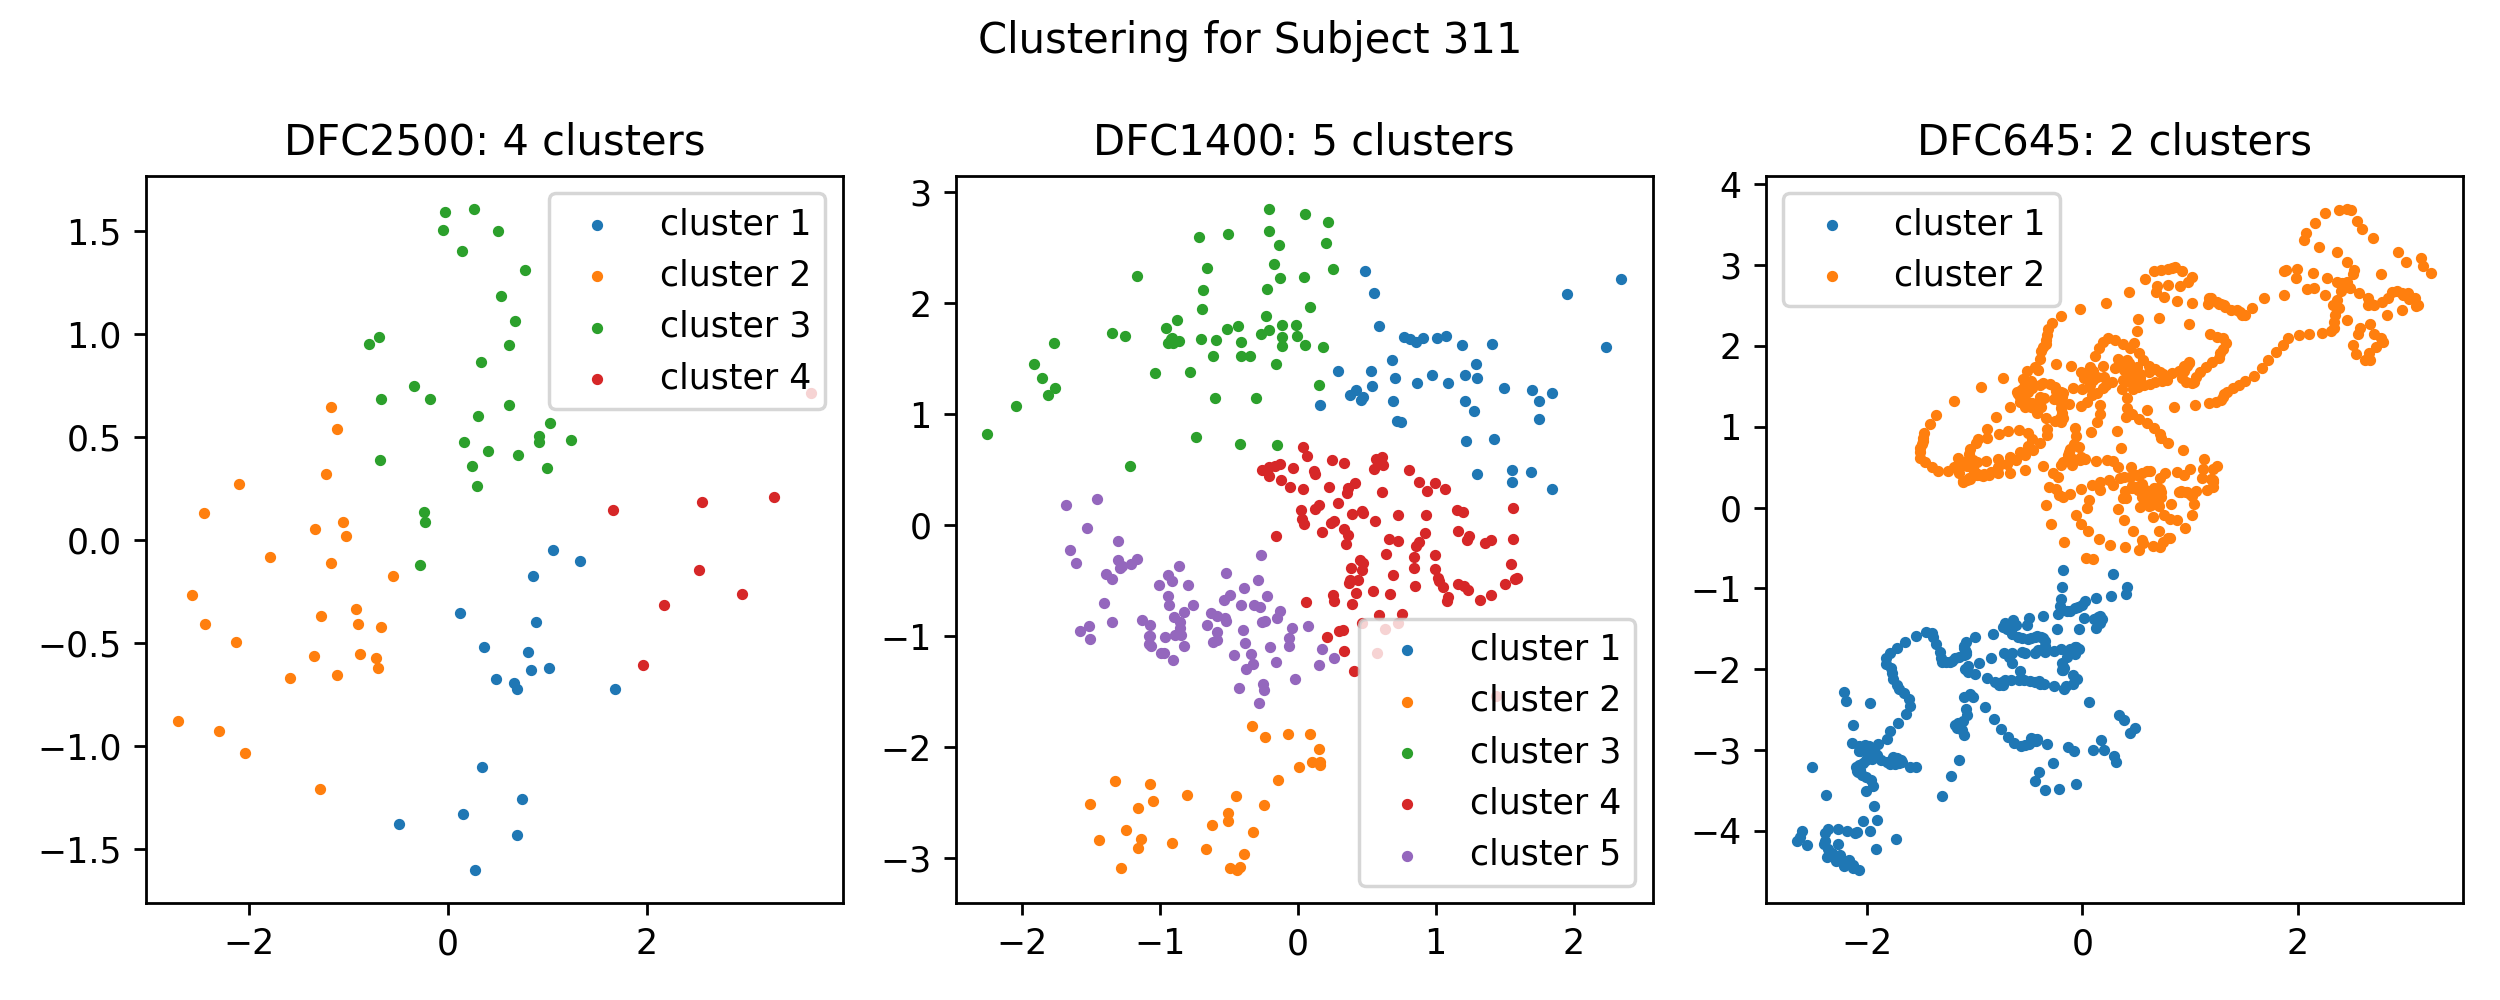 Clustering for Subject 311
DFC2500: 4 clusters
1.5
1.0
0.5
0.0
−0.5
−1.0
−1.5
−2
0
2
cluster 1
cluster 2
cluster 3
cluster 4
DFC1400: 5 clusters
3
2
1
0
−1
−2
−3
−2
−1
0
1
2
cluster 1
cluster 2
cluster 3
cluster 4
cluster 5
DFC645: 2 clusters
4
3
2
1
0
−1
−2
−3
−4
−2
0
2
cluster 1
cluster 2